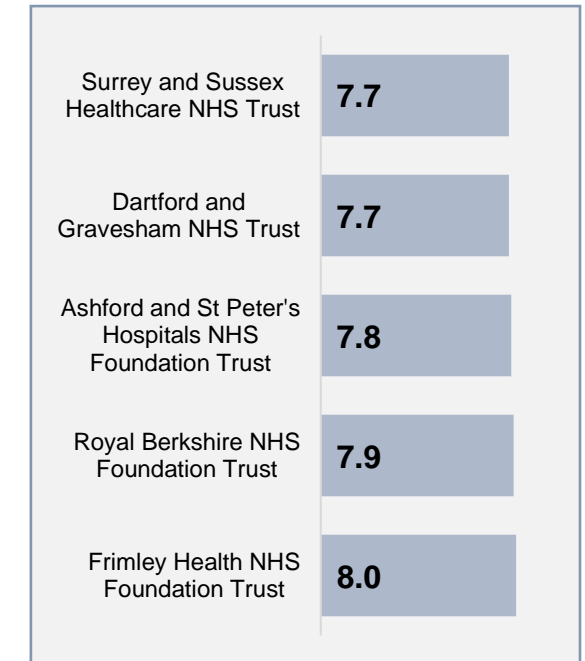 Surrey and Sussex
Healthcare NHS Trust
7.7
Dartford and
Gravesham NHS Trust
7.7
Ashford and St Peter's
Hospitals NHS
Foundation Trust
7.8
Royal Berkshire NHS
Foundation Trust
7.9
Frimley Health NHS
Foundation Trust
8.0